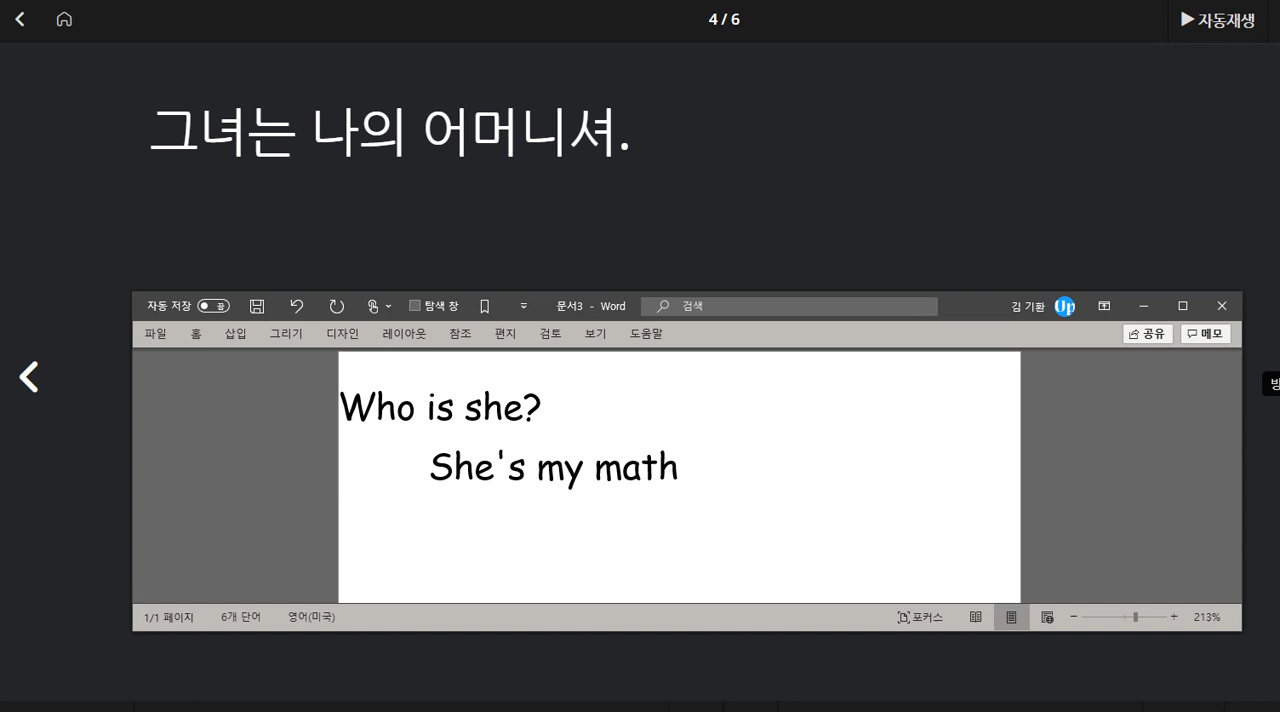 4 / 6
▶ 자동재생
그녀는 나의 어머니셔.
자동 저장 끔 탐색 창 문서3 - Word 검색 김 기환 Up
파일 홈 삽입 그리기 디자인 레이아웃 참조 편지 검토 보기 도움말 공유 메모
Who is she?
She's my math
1/1 페이지 6개 단어 영어(미국) 포커스 213%